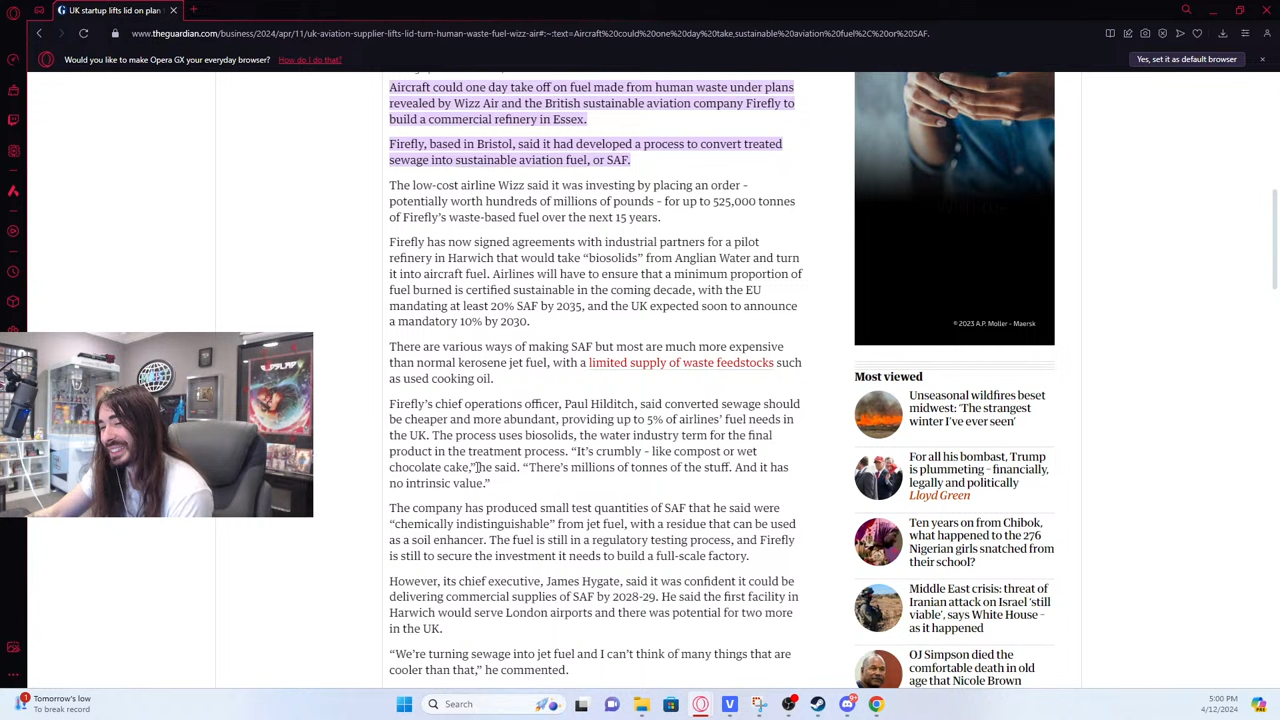 UK startup lifts lid on plan t
www.theguardian.com/business/2024/apr/11/uk-aviation-supplier-lifts-lid-turn-human-waste-fuel-wizz-air#:~:text=Aircraft%20could%20one%20day%20take,sustainable%20aviation%20fuel%2C%20or%20SAF.
Would you like to make Opera GX your everyday browser? How do I do that?
Yes, set it as default browser
Aircraft could one day take off on fuel made from human waste under plans
revealed by Wizz Air and the British sustainable aviation company Firefly to
build a commercial refinery in Essex.
Firefly, based in Bristol, said it had developed a process to convert treated
sewage into sustainable aviation fuel, or SAF.
The low-cost airline Wizz said it was investing by placing an order –
potentially worth hundreds of millions of pounds – for up to 525,000 tonnes
of Firefly’s waste-based fuel over the next 15 years.
Firefly has now signed agreements with industrial partners for a pilot
refinery in Harwich that would take “biosolids” from Anglian Water and turn
it into aircraft fuel. Airlines will have to ensure that a minimum proportion of
fuel burned is certified sustainable in the coming decade, with the EU
mandating at least 20% SAF by 2035, and the UK expected soon to announce
a mandatory 10% by 2030.
There are various ways of making SAF but most are much more expensive
than normal kerosene jet fuel, with a limited supply of waste feedstocks such
as used cooking oil.
Firefly’s chief operations officer, Paul Hilditch, said converted sewage should
be cheaper and more abundant, providing up to 5% of airlines’ fuel needs in
the UK. The process uses biosolids, the water industry term for the final
product in the treatment process. “It’s crumbly – like compost or wet
chocolate cake,” he said. “There’s millions of tonnes of the stuff. And it has
no intrinsic value.”
The company has produced small test quantities of SAF that he said were
“chemically indistinguishable” from jet fuel, with a residue that can be used
as a soil enhancer. The fuel is still in a regulatory testing process, and Firefly
is still to secure the investment it needs to build a full-scale factory.
However, its chief executive, James Hygate, said it was confident it could be
delivering commercial supplies of SAF by 2028-29. He said the first facility in
Harwich would serve London airports and there was potential for two more
in the UK.
“We’re turning sewage into jet fuel and I can’t think of many things that are
cooler than that,” he commented.
© 2023 A.P. Moller - Maersk
Most viewed
Unseasonal wildfires beset
midwest: ‘The strangest
winter I’ve ever seen’
For all his bombast, Trump
is plummeting – financially,
legally and politically
Lloyd Green
Ten years on from Chibok,
what happened to the 276
Nigerian girls snatched from
their school?
Middle East crisis: threat of
Iranian attack on Israel ‘still
viable’, says White House –
as it happened
OJ Simpson died the
comfortable death in old
age that Nicole Brown
1
Tomorrow's low
To break record
Search
5:00 PM
4/12/2024